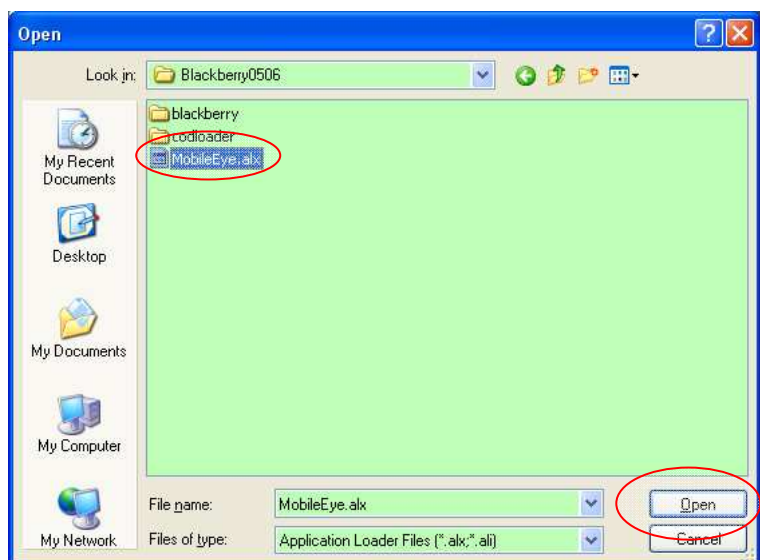 Open
Look in: Blackberry0506
blackberry
codloader
MobileEye.alx
My Recent
Documents
Desktop
My Documents
My Computer
My Network
File name: MobileEye.alx Open
Files of type: Application Loader Files (*.alx;*.ali) Cancel